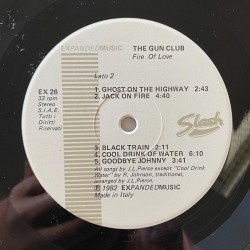 EXPANDEDMUSIC
THE GUN CLUB
Fire Of Love
EX 26
33 rpm
Stereo
S.I.A.E.
Tutti i
Diritti
Riservati
Lato 2
1. GHOST ON THE HIGHWAY 2:43
2. JACK ON FIRE 4:40
Slash
3. BLACK TRAIN 2:11
4. COOL DRINK OF WATER 6:10
5. GOODBYE JOHNNY 3:41
All songs by J.L.Pierce except "Cool Drink
Water" by R. Johnson, traditional,
arranged by J.L.Pierce.
℗ 1982 EXPANDEDMUSIC
Made in Italy